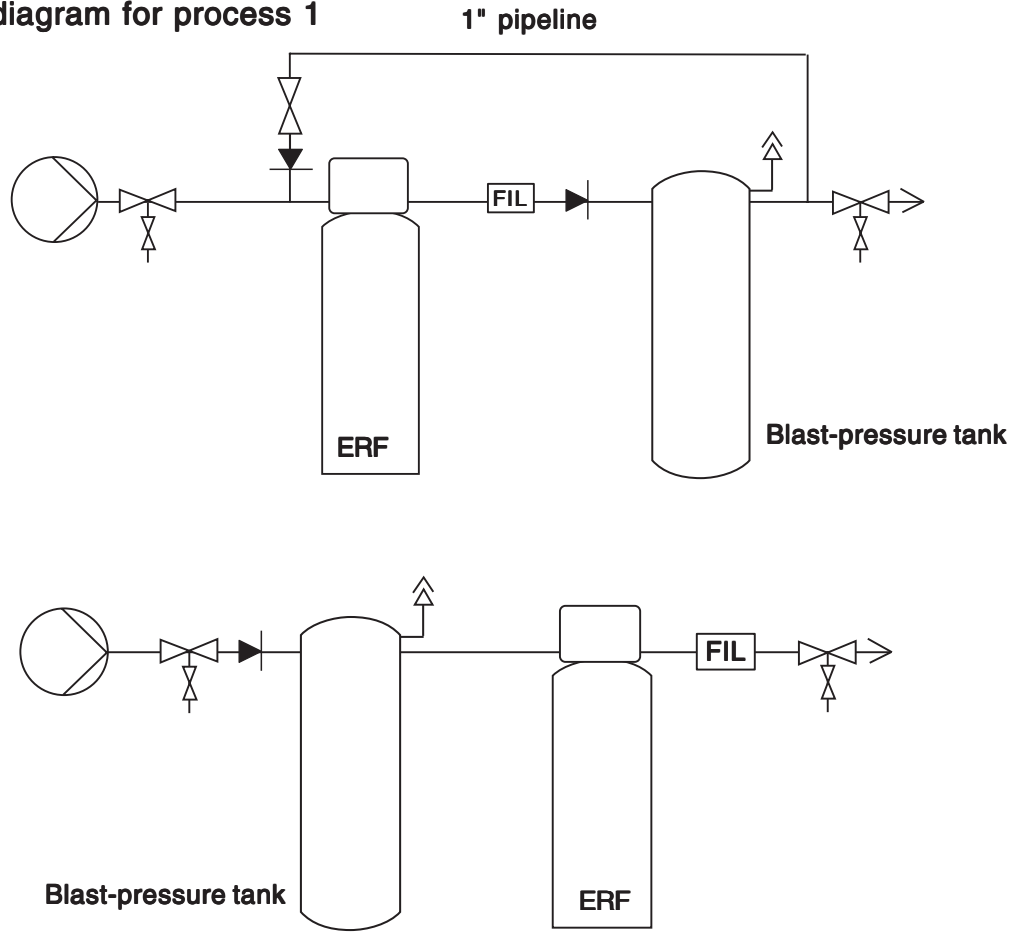 diagram for process 1
1" pipeline
FIL
ERF
Blast-pressure tank
FIL
Blast-pressure tank
ERF